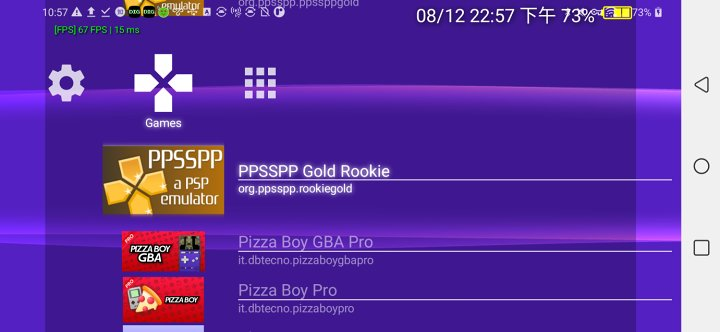 org.ppsspp.ppssppgold
emulator
10:57
08/12 22:57 下午 73%
73%
[FPS] 67 FPS | 15 ms
Games
PPSSPP
a PSP
emulator
PPSSPP Gold Rookie
org.ppsspp.rookiegold
PRO
PIZZA BOY
GBA
Pizza Boy GBA Pro
it.dbtecno.pizzaboygbapro
PRO
PIZZA BOY
Pizza Boy Pro
it.dbtecno.pizzaboypro